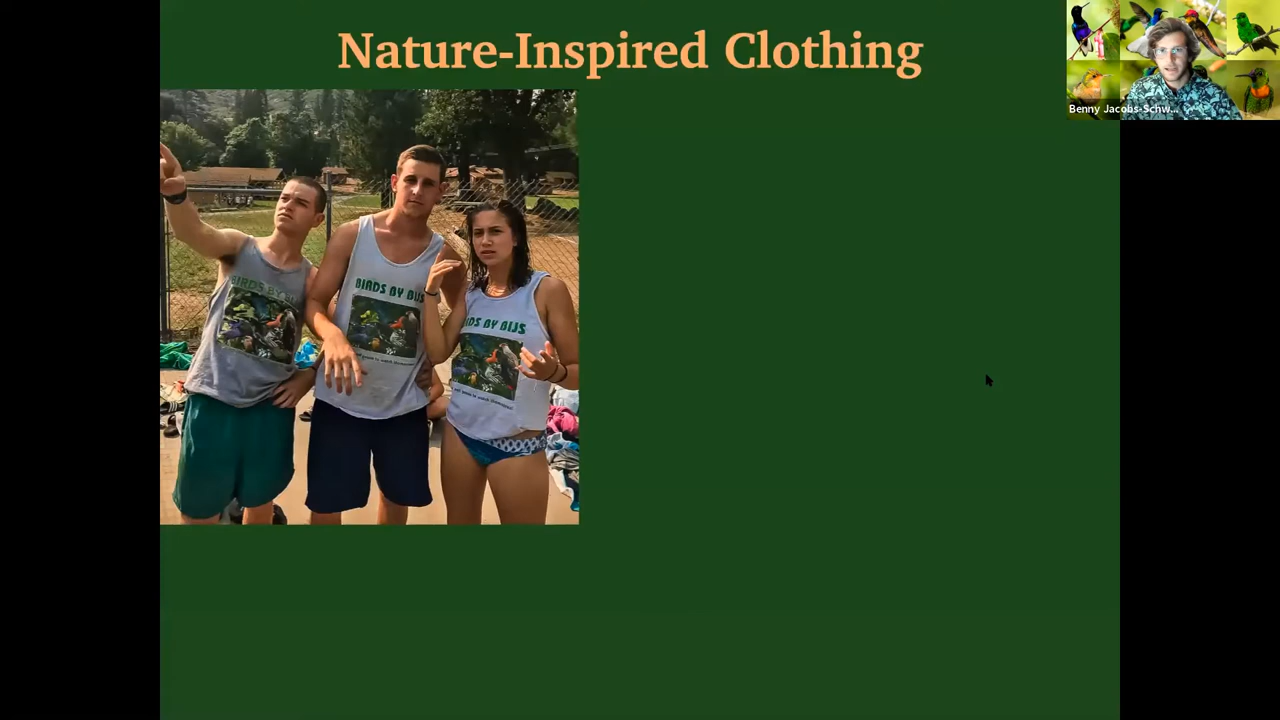 Nature-Inspired Clothing
Benny Jacobs-Schw...
BIRDS BY BIJS
BIRDS BY BIJS